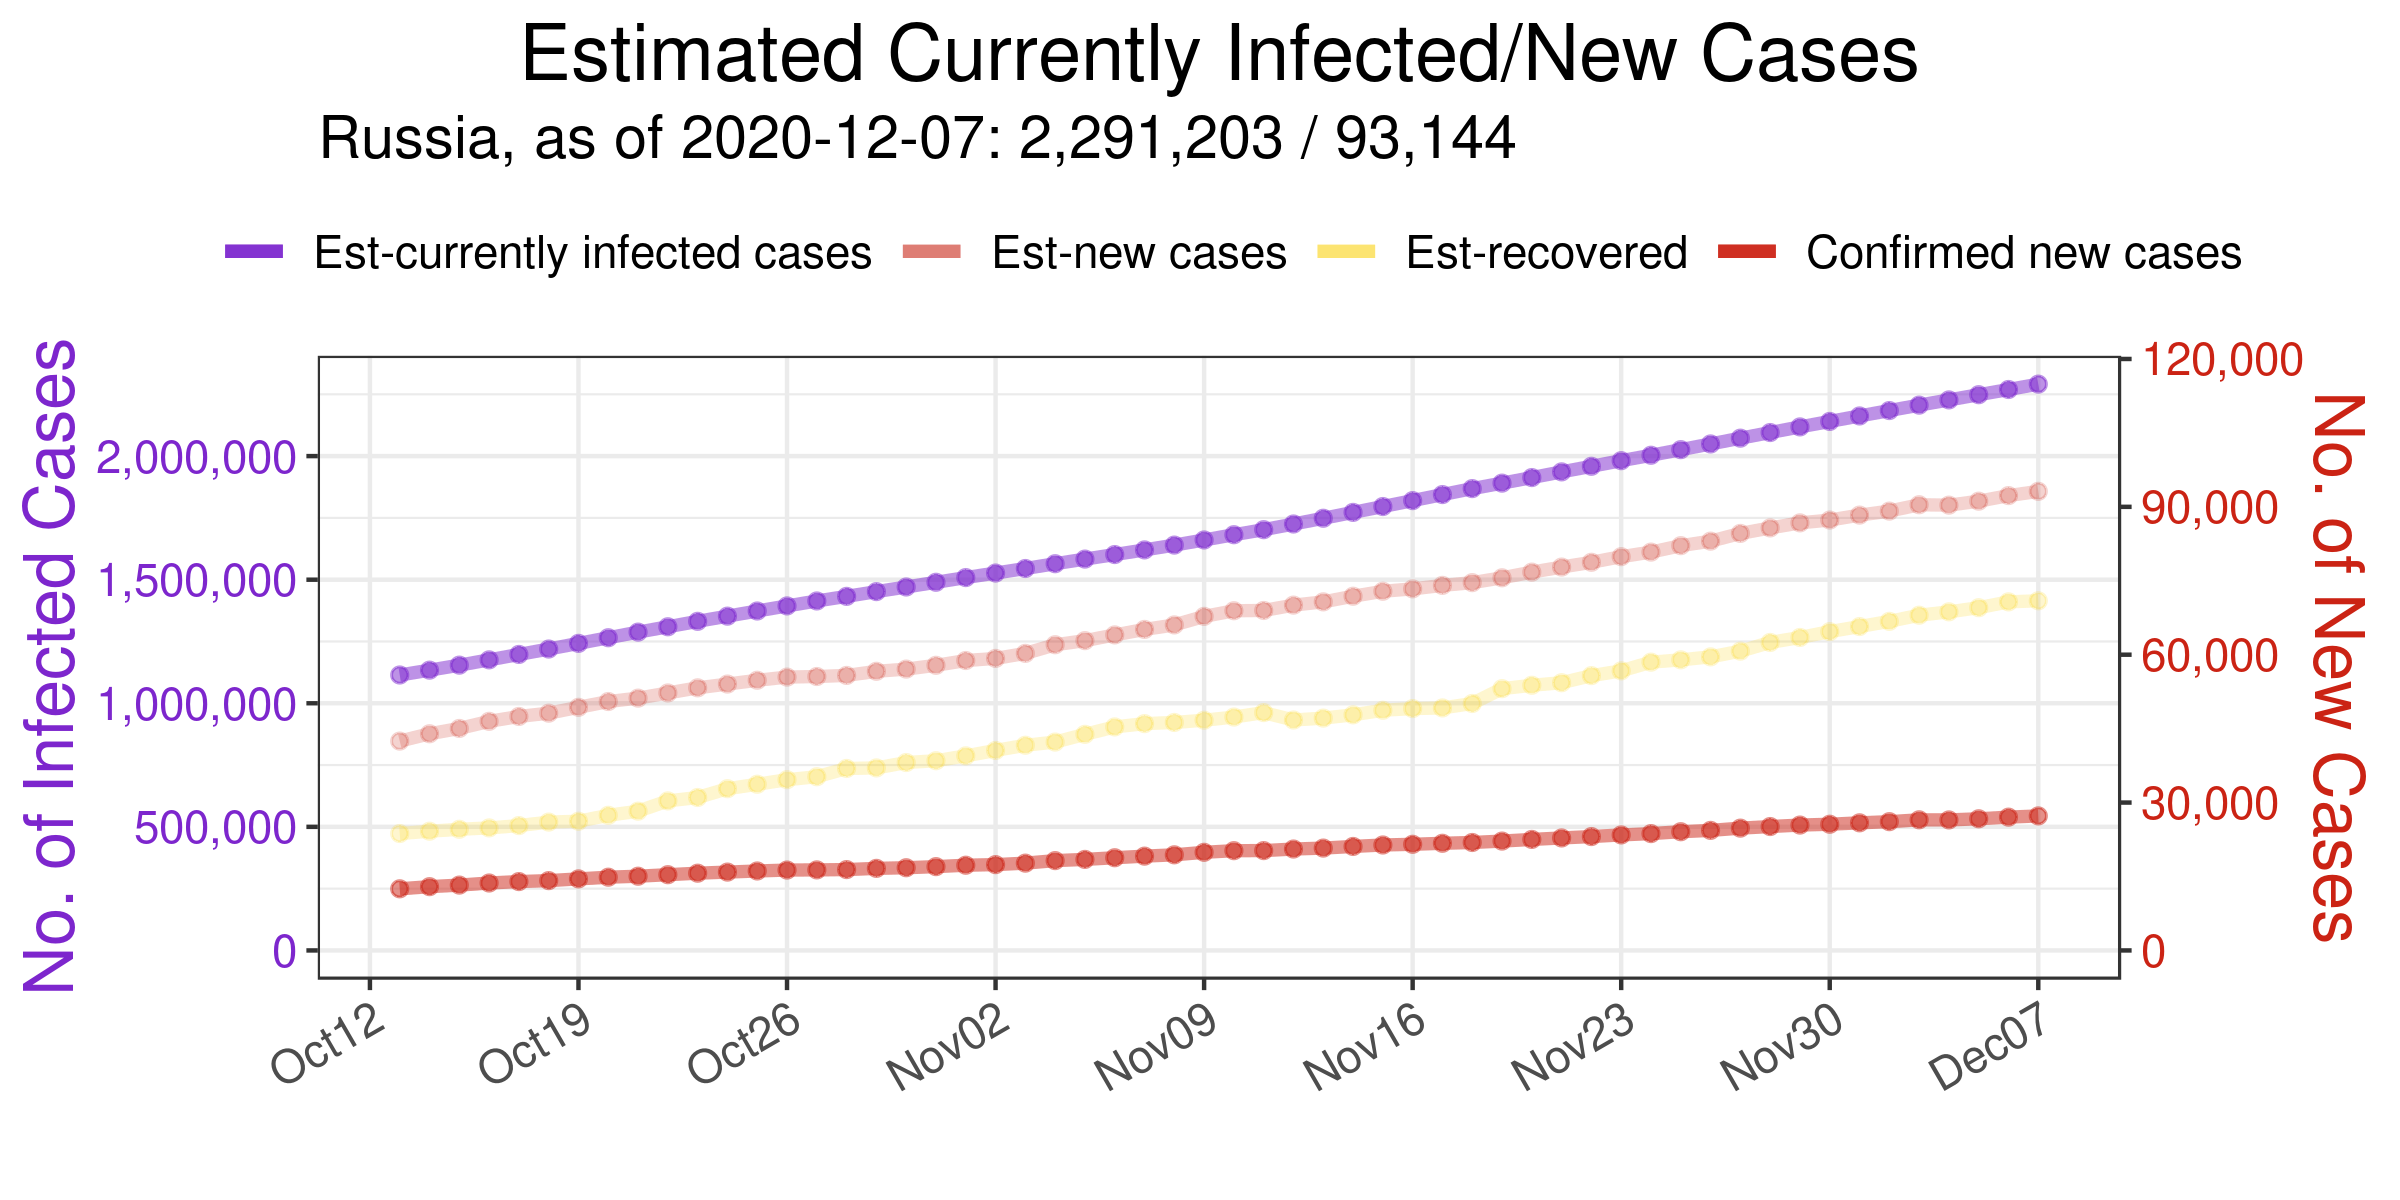 Estimated Currently Infected/New Cases
Russia, as of 2020-12-07: 2,291,203 / 93,144
Est-currently infected cases Est-new cases Est-recovered Confirmed new cases
No. of Infected Cases
2,000,000
1,500,000
1,000,000
500,000
0
120,000
90,000
60,000
30,000
0
No. of New Cases
Oct12 Oct19 Oct26 Nov02 Nov09 Nov16 Nov23 Nov30 Dec07